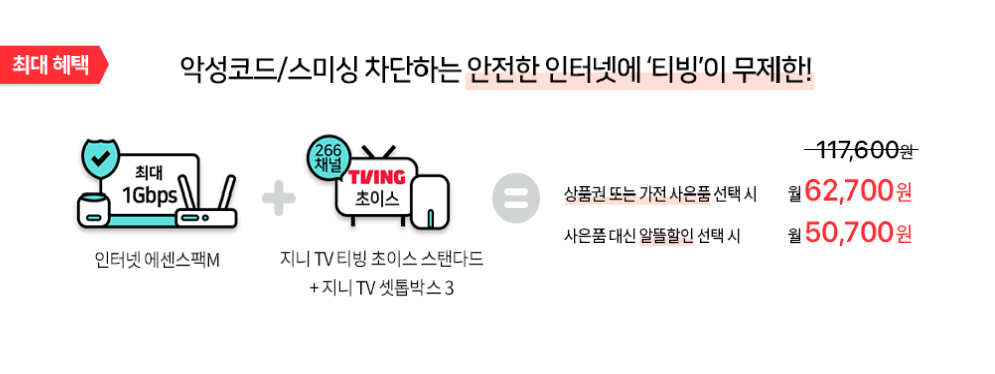 최대 혜택
악성코드/스미싱 차단하는 안전한 인터넷에 ‘티빙’이 무제한!
최대
1Gbps
인터넷 에센스팩M
266
채널
TVING
초이스
지니 TV 티빙 초이스 스탠다드
+ 지니 TV 셋톱박스 3
117,600원
상품권 또는 가전 사은품 선택 시 월 62,700원
사은품 대신 알뜰할인 선택 시 월 50,700원